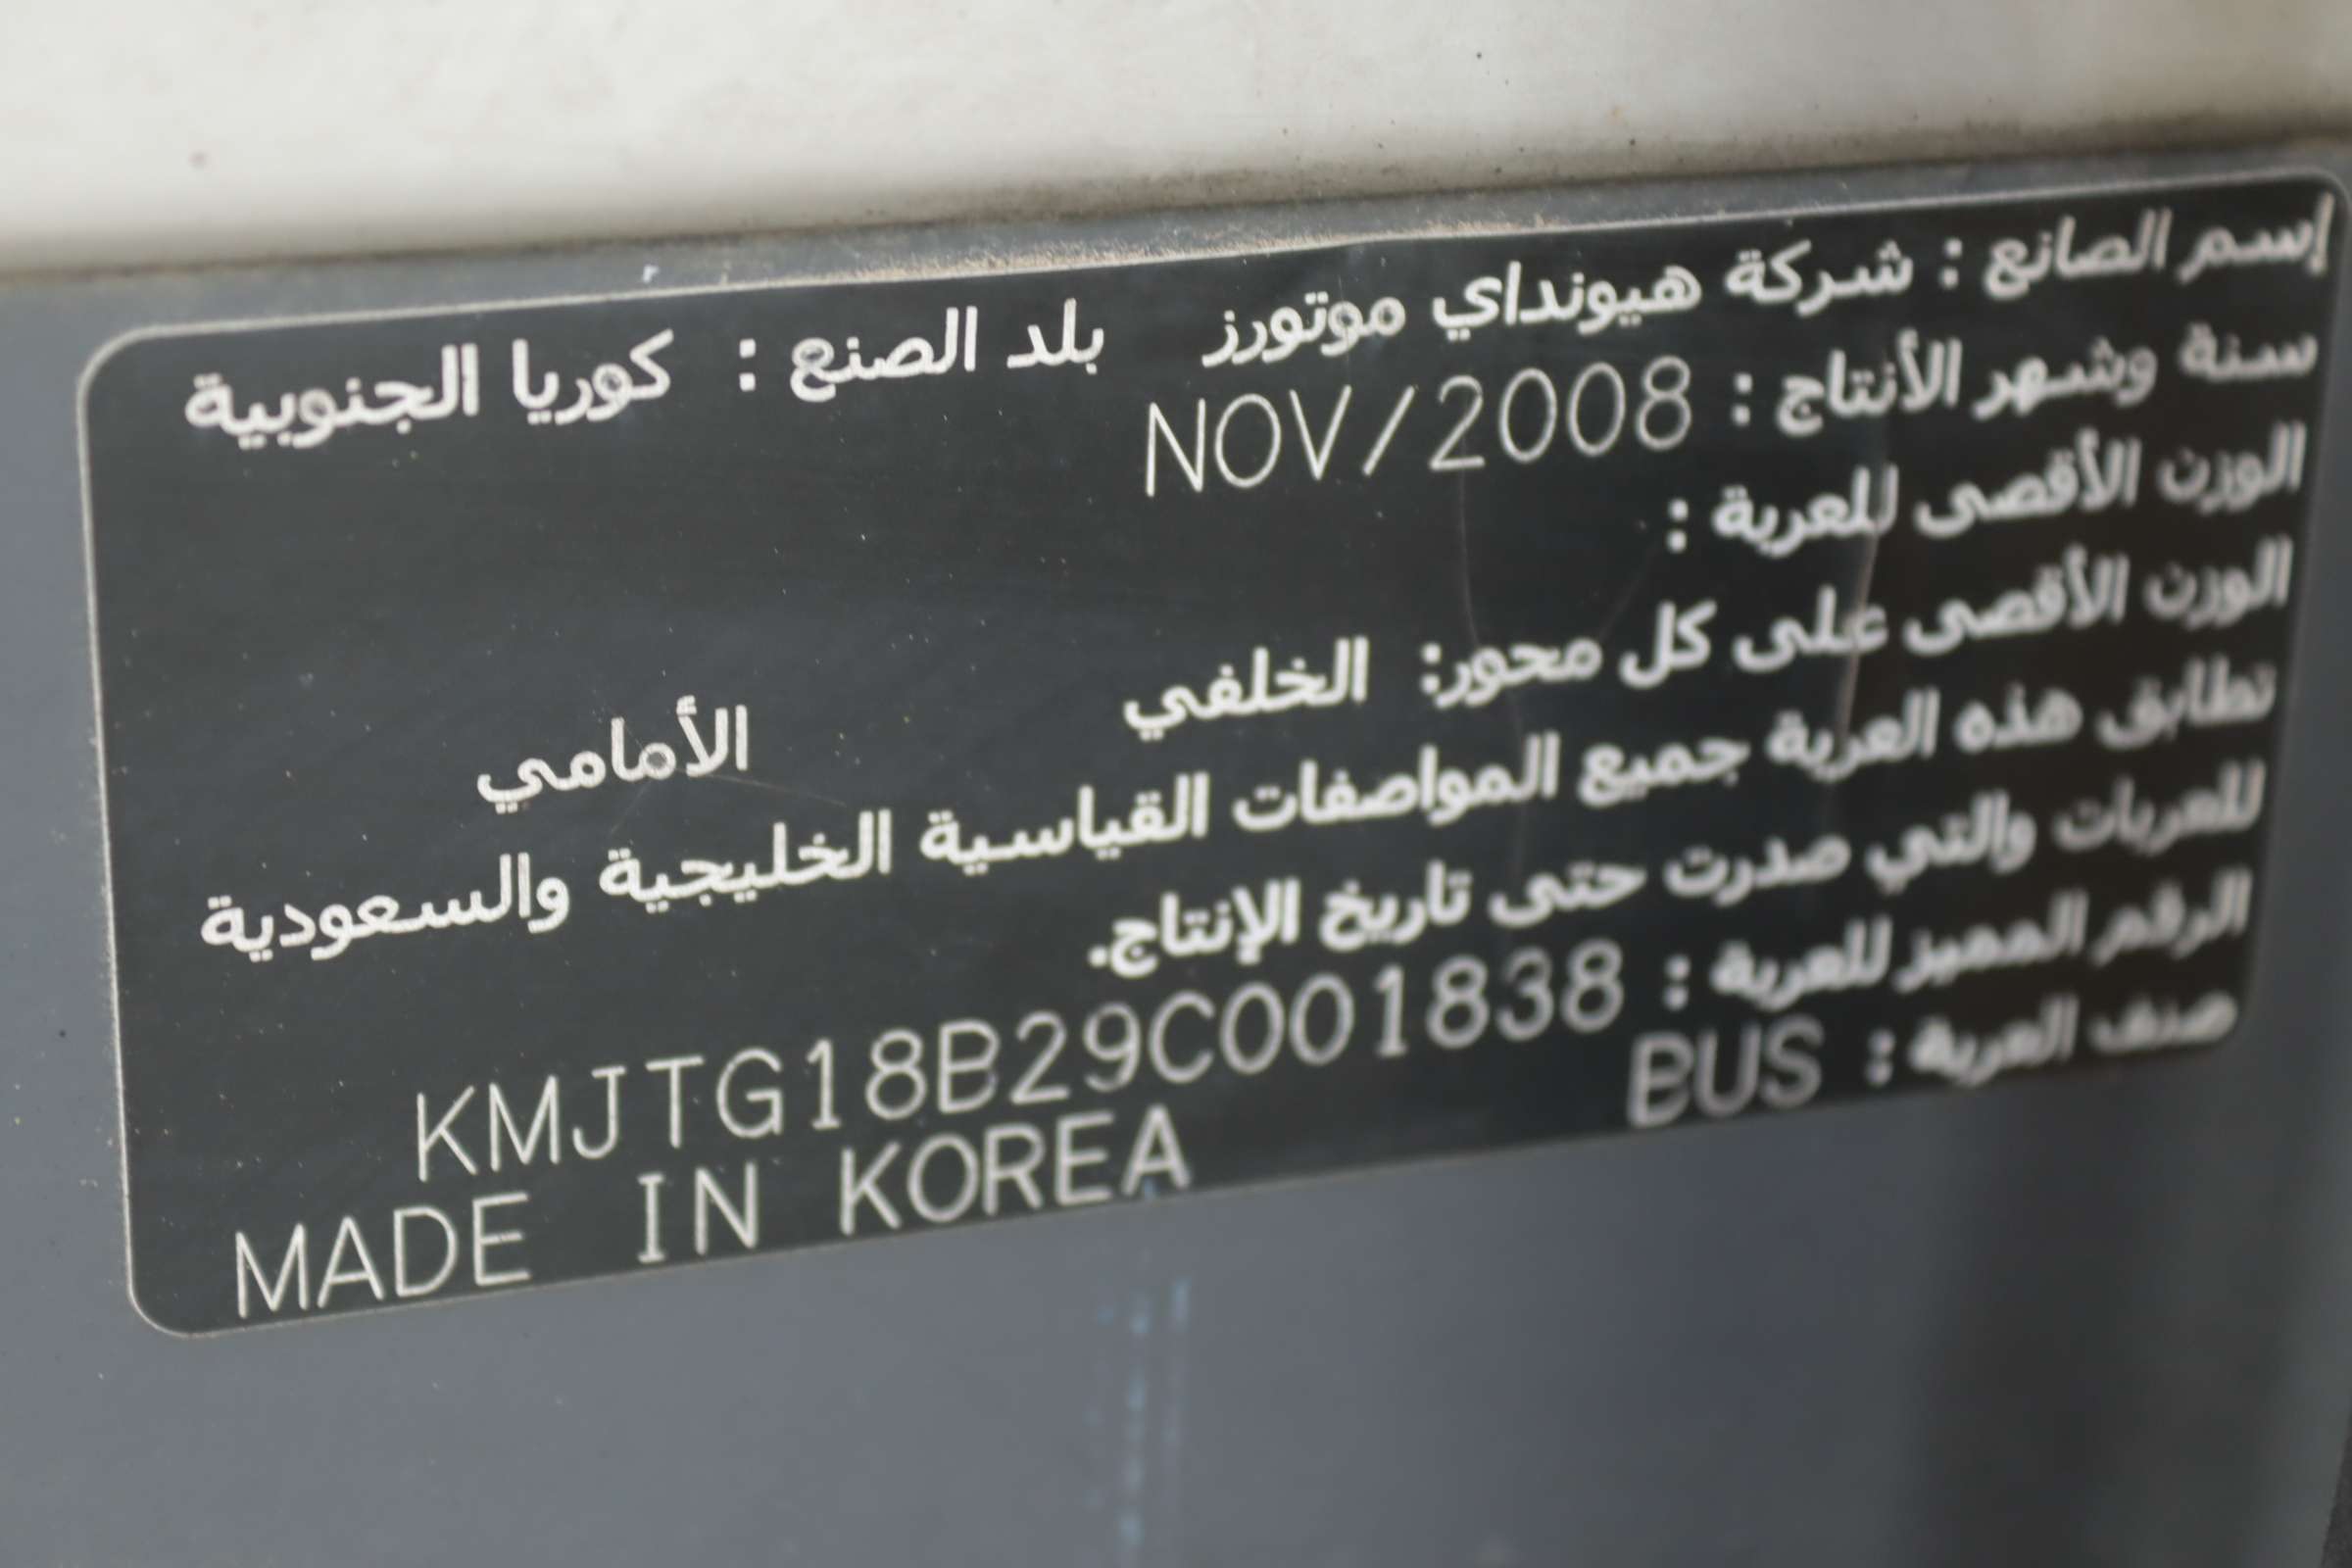 إسم الصانع : شركة هيونداي موتورز بلد الصنع : كوريا الجنوبية
سنة وشهر الأنتاج : NOV/2008
الوزن الأقصى للعربة :
الوزن الأقصى على كل محور: الخلفي الأمامي
تطابق هذه العربة جميع المواصفات القياسية الخليجية والسعودية
للعربات والتي صدرت حتى تاريخ الإنتاج.
الرقم المميز للعربة : KMJTG18B29C001838
صنف العربة : BUS MADE IN KOREA